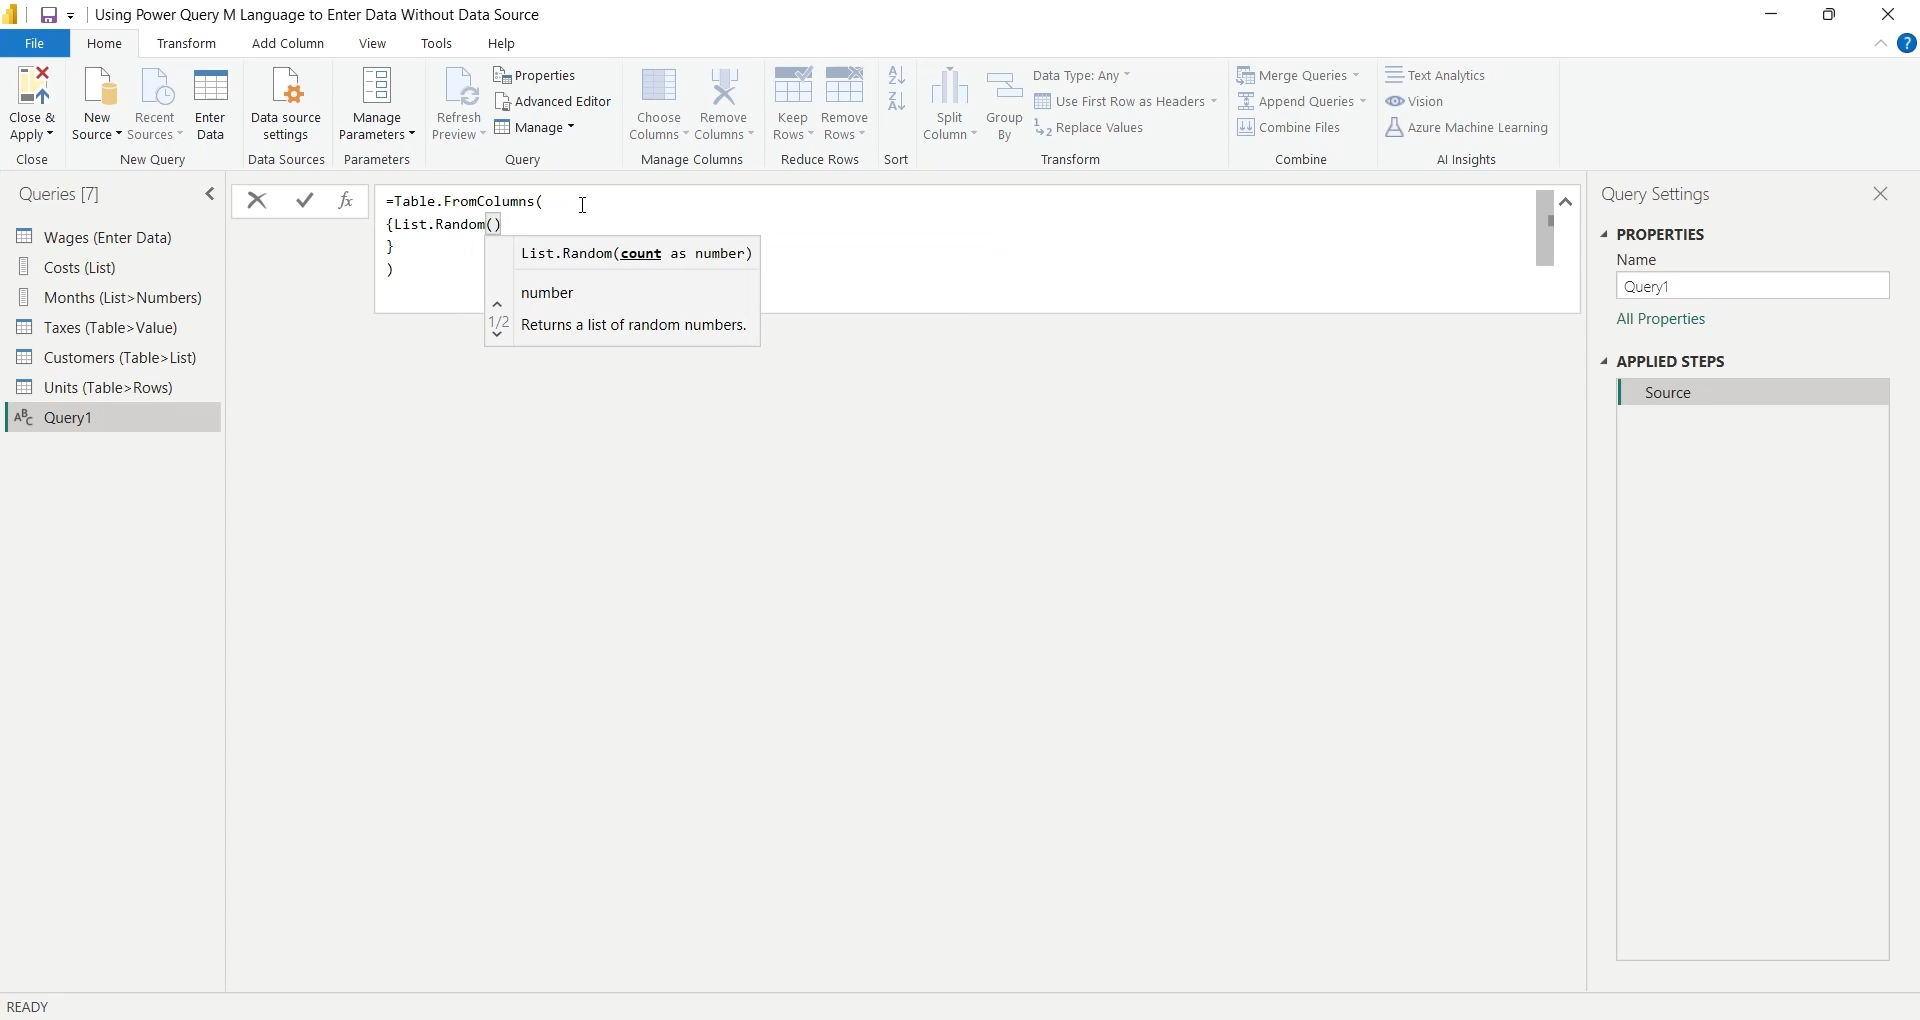 Using Power Query M Language to Enter Data Without Data Source
File Home Transform Add Column View Tools Help
?
Close & Apply
Close
New Source
Recent Sources
Enter Data
New Query
Data source settings
Data Sources
Manage Parameters
Parameters
Refresh Preview
Properties
Advanced Editor
Manage
Query
Choose Columns
Remove Columns
Manage Columns
Keep Rows
Remove Rows
Reduce Rows
A Z
Z A
Sort
Split Column
Group By
Data Type: Any
Use First Row as Headers
1 2 Replace Values
Transform
Merge Queries
Append Queries
Combine Files
Combine
Text Analytics
Vision
Azure Machine Learning
AI Insights
Queries [7]
Wages (Enter Data)
Costs (List)
Months (List>Numbers)
Taxes (Table>Value)
Customers (Table>List)
Units (Table>Rows)
ABC Query1
fx
=Table.FromColumns(
{List.Random()
}
)
List.Random(count as number)
number
1/2 Returns a list of random numbers.
Query Settings
PROPERTIES
Name
Query1
All Properties
APPLIED STEPS
Source
READY